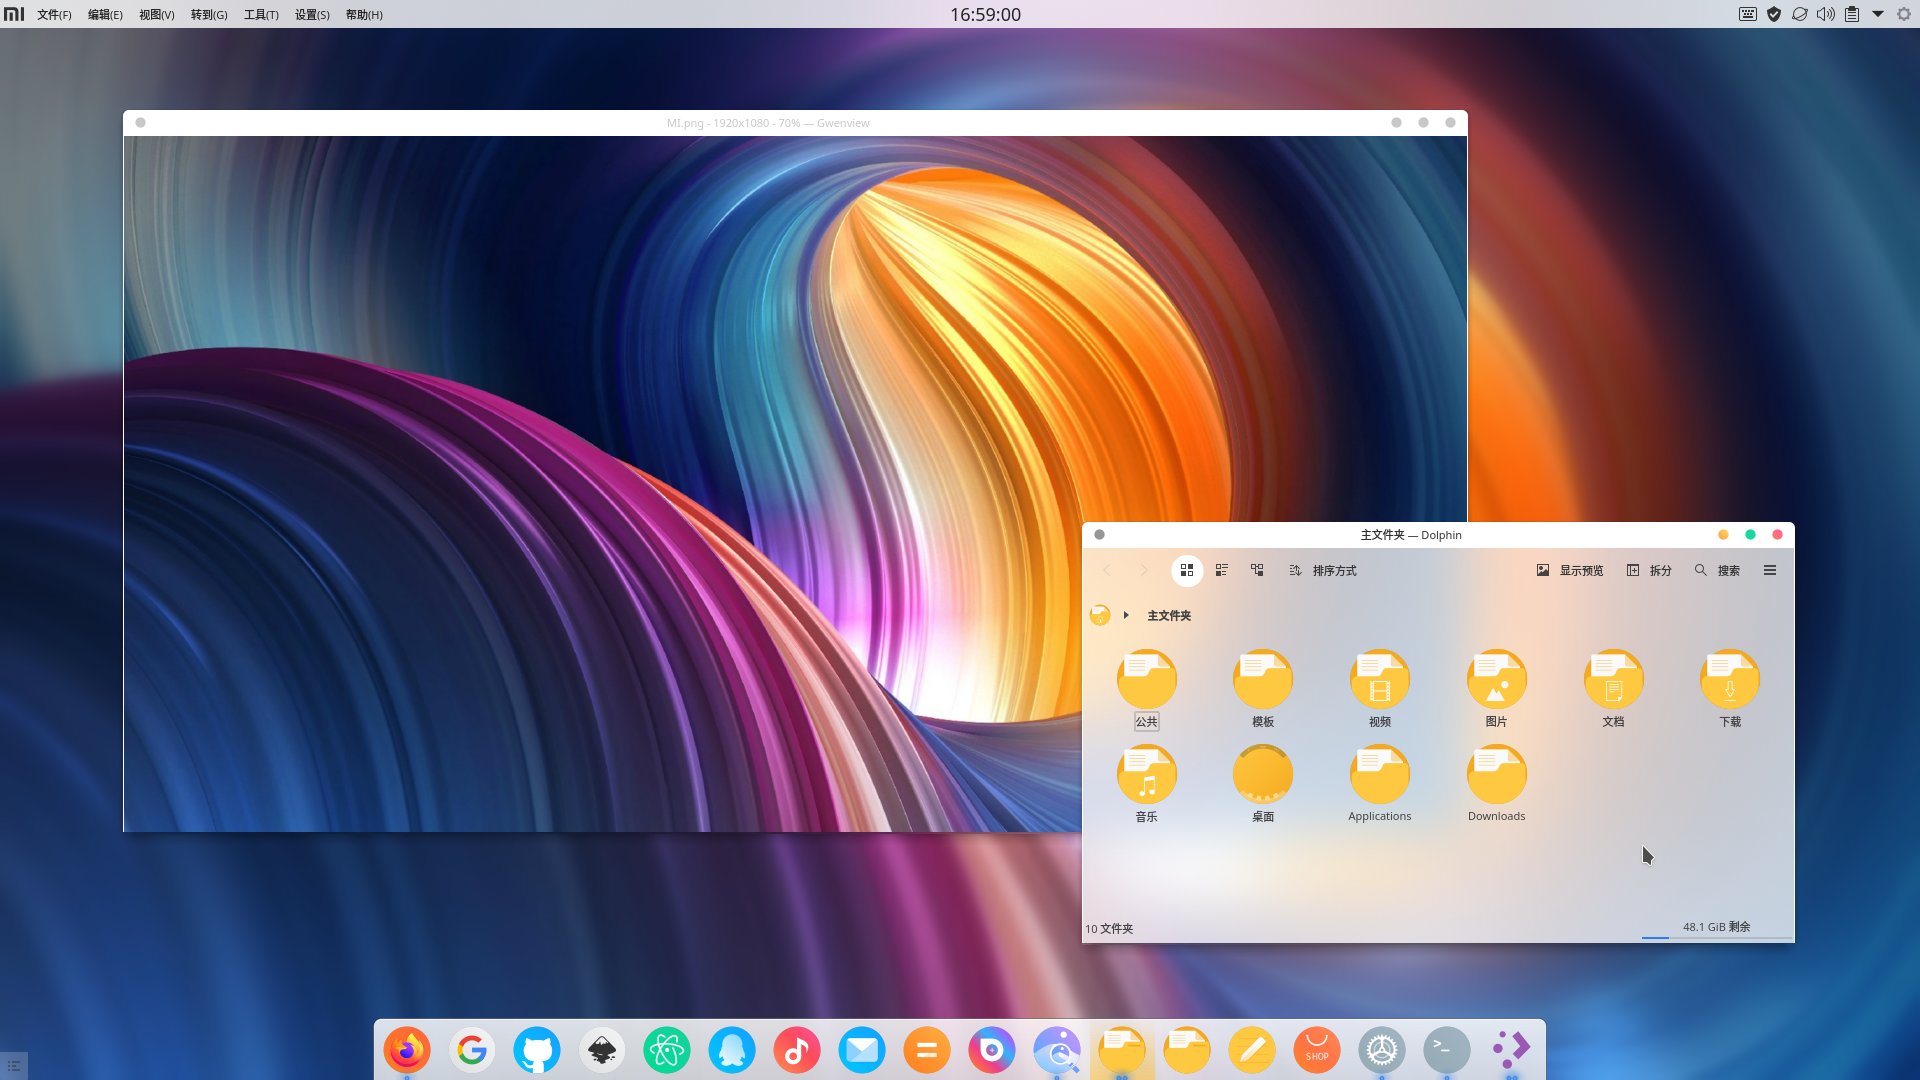 MI 文件(F) 编辑(E) 视图(V) 转到(G) 工具(T) 设置(S) 帮助(H) 16:59:00
MI.png - 1920x1080 - 70% — Gwenview
主文件夹 — Dolphin
排序方式 显示预览 拆分 搜索
主文件夹
公共 模板 视频 图片 文档 下载
音乐 桌面 Applications Downloads
10 文件夹 48.1 GiB 剩余
SHOP >_